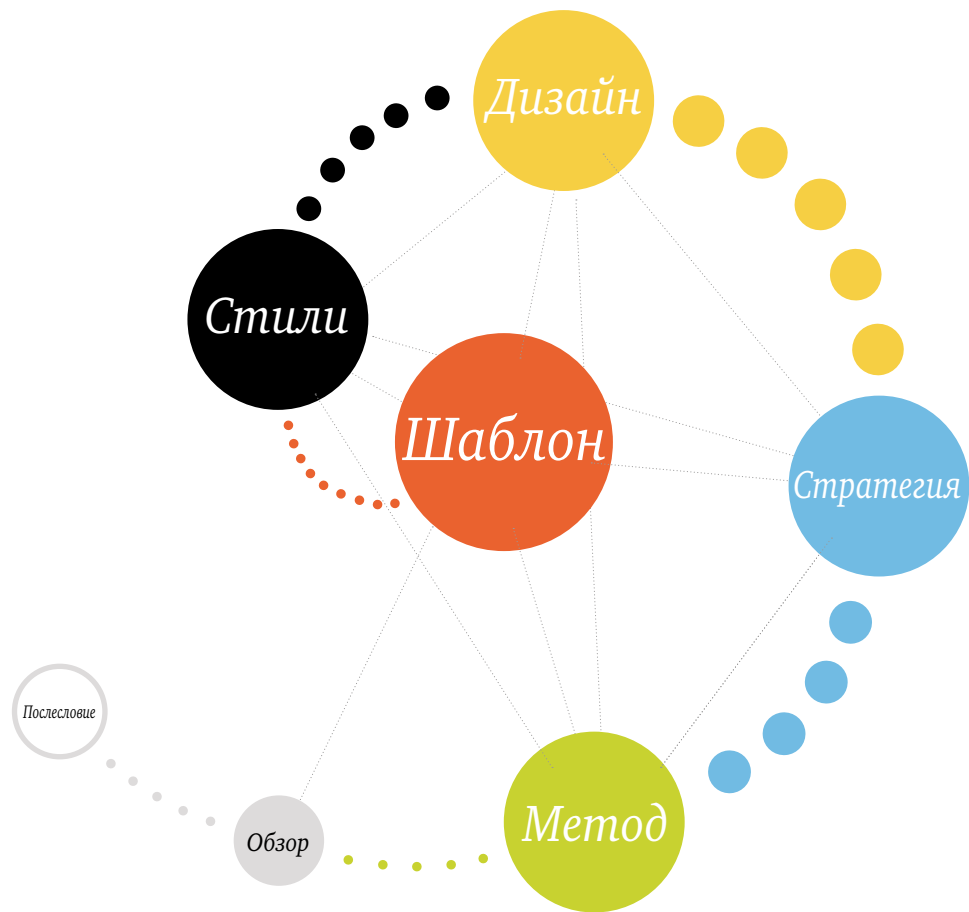 Дизайн
Стили
Шаблон
Стратегия
Послесловие
Метод
Обзор